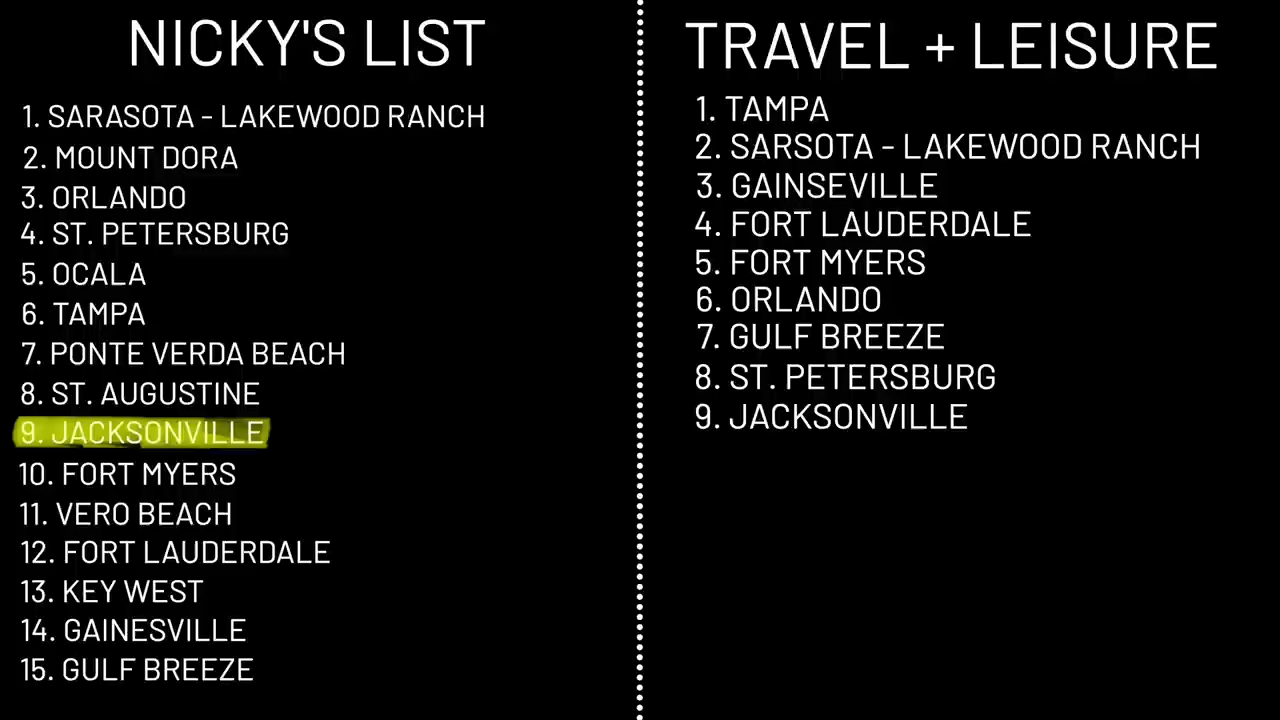 NICKY'S LIST
1. SARASOTA - LAKEWOOD RANCH
2. MOUNT DORA
3. ORLANDO
4. ST. PETERSBURG
5. OCALA
6. TAMPA
7. PONTE VERDA BEACH
8. ST. AUGUSTINE
9. JACKSONVILLE
10. FORT MYERS
11. VERO BEACH
12. FORT LAUDERDALE
13. KEY WEST
14. GAINESVILLE
15. GULF BREEZE
TRAVEL + LEISURE
1. TAMPA
2. SARSOTA - LAKEWOOD RANCH
3. GAINSEVILLE
4. FORT LAUDERDALE
5. FORT MYERS
6. ORLANDO
7. GULF BREEZE
8. ST. PETERSBURG
9. JACKSONVILLE